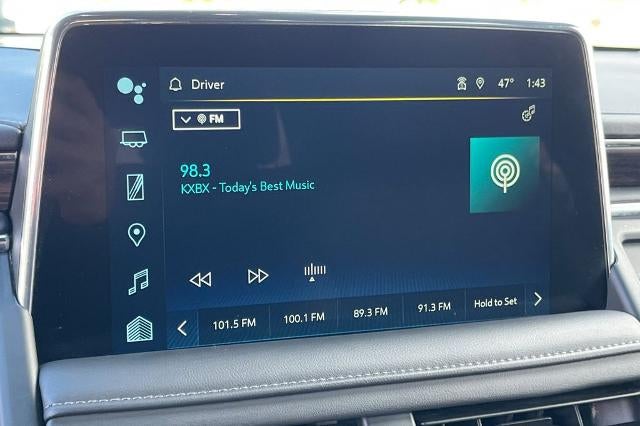 Driver 47° 1:43
FM
98.3
KXBX - Today's Best Music
101.5 FM 100.1 FM 89.3 FM 91.3 FM Hold to Set